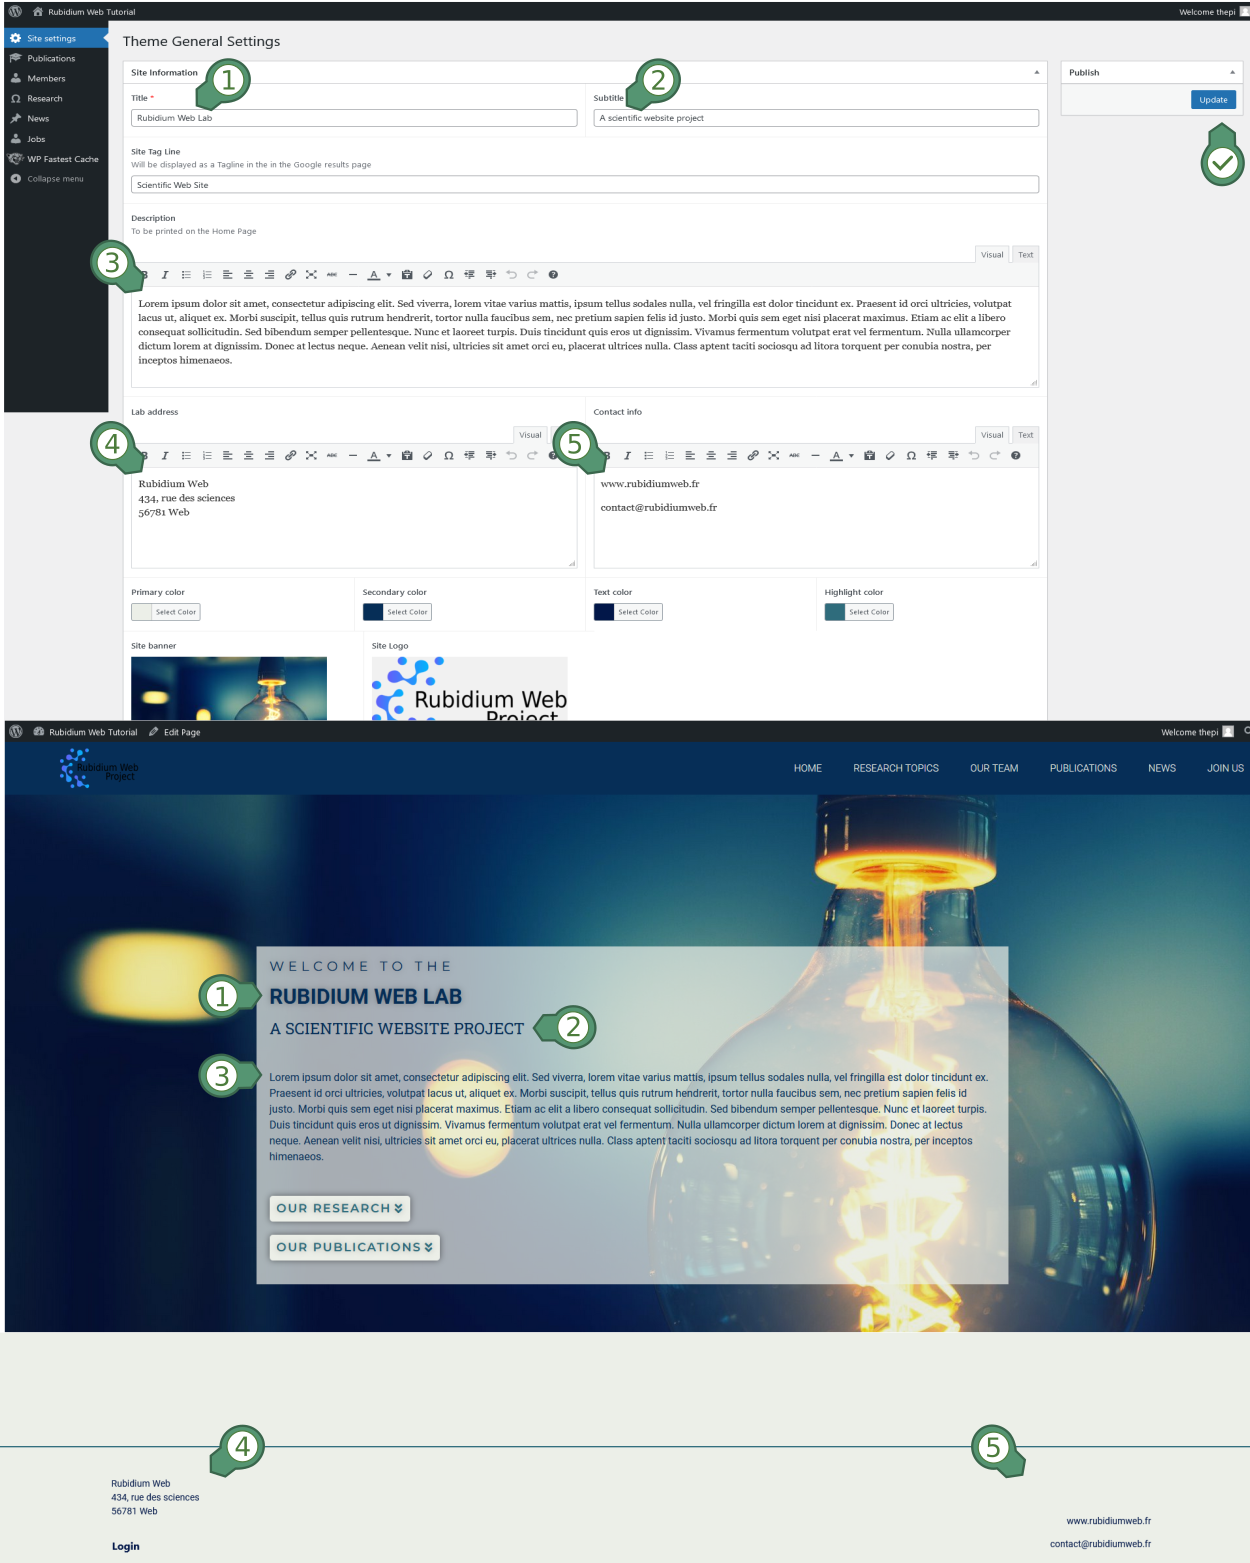 Rubidium Web Tutorial
Welcome thepi
Site settings
Publications
Members
Research
News
Jobs
WP Fastest Cache
Collapse menu
Theme General Settings
Site Information
1
2
Title *
Subtitle
Rubidium Web Lab
A scientific website project
Site Tag Line
Will be displayed as a Tagline in the in the Google results page
Scientific Web Site
Description
To be printed on the Home Page
Publish
Update
3
Visual Text
Lorem ipsum dolor sit amet, consectetur adipiscing elit. Sed viverra, lorem vitae varius mattis, ipsum tellus sodales nulla, vel fringilla est dolor tincidunt ex. Praesent id orci ultricies, volutpat
lacus ut, aliquet ex. Morbi suscipit, tellus quis rutrum hendrerit, tortor nulla faucibus sem, nec pretium sapien felis id justo. Morbi quis sem eget nisi placerat maximus. Etiam ac elit a libero
consequat sollicitudin. Sed bibendum semper pellentesque. Nunc et laoreet turpis. Duis tincidunt quis eros ut dignissim. Vivamus fermentum volutpat erat vel fermentum. Nulla ullamcorper
dictum lorem at dignissim. Donec at lectus neque. Aenean velit nisi, ultricies sit amet orci eu, placerat ultrices nulla. Class aptent taciti sociosqu ad litora torquent per conubia nostra, per
inceptos himenaeos.
Lab address
Contact info
4
Visual
5
Visual Text
Rubidium Web
434, rue des sciences
56781 Web
www.rubidiumweb.fr
contact@rubidiumweb.fr
Primary color
Secondary color
Text color
Highlight color
Select Color
Select Color
Select Color
Select Color
Site banner
Site Logo
Rubidium Web
Project
Rubidium Web Tutorial
Edit Page
Welcome thepi
Rubidium Web
Project
HOME RESEARCH TOPICS OUR TEAM PUBLICATIONS NEWS JOIN US
WELCOME TO THE
1
RUBIDIUM WEB LAB
A SCIENTIFIC WEBSITE PROJECT
2
3
Lorem ipsum dolor sit amet, consectetur adipiscing elit. Sed viverra, lorem vitae varius mattis, ipsum tellus sodales nulla, vel fringilla est dolor tincidunt ex.
Praesent id orci ultricies, volutpat lacus ut, aliquet ex. Morbi suscipit, tellus quis rutrum hendrerit, tortor nulla faucibus sem, nec pretium sapien felis id
justo. Morbi quis sem eget nisi placerat maximus. Etiam ac elit a libero consequat sollicitudin. Sed bibendum semper pellentesque. Nunc et laoreet turpis.
Duis tincidunt quis eros ut dignissim. Vivamus fermentum volutpat erat vel fermentum. Nulla ullamcorper dictum lorem at dignissim. Donec at lectus
neque. Aenean velit nisi, ultricies sit amet orci eu, placerat ultrices nulla. Class aptent taciti sociosqu ad litora torquent per conubia nostra, per inceptos
himenaeos.
OUR RESEARCH
OUR PUBLICATIONS
4
5
Rubidium Web
434, rue des sciences
56781 Web
www.rubidiumweb.fr
Login
contact@rubidiumweb.fr